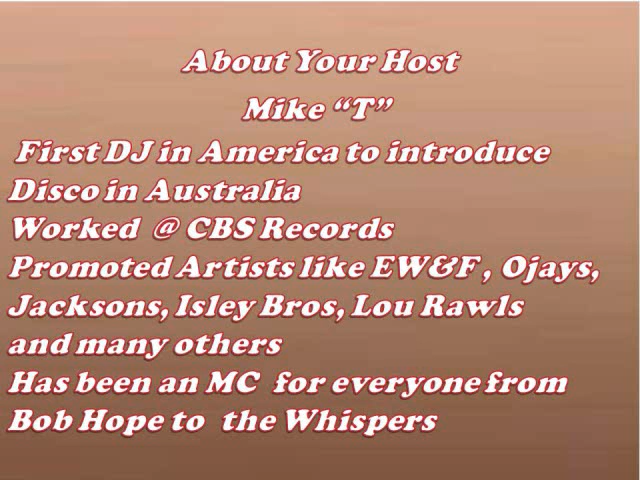 About Your Host
Mike “T”
First DJ in America to introduce
Disco in Australia
Worked @ CBS Records
Promoted Artists like EW&F , Ojays,
Jacksons, Isley Bros, Lou Rawls
and many others
Has been an MC for everyone from
Bob Hope to the Whispers